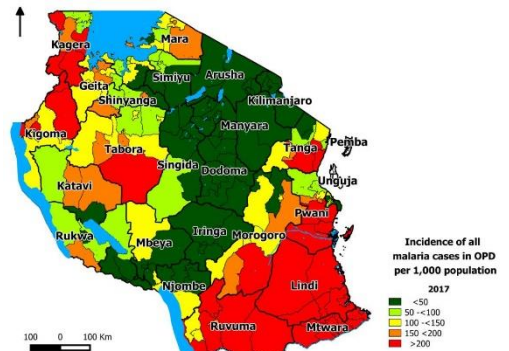 Kagera
Mara
Simiyu
Arusha
Geita
Shinyanga
Kilimanjaro
Kigoma
Manyara
Tabora
Tanga
Pemba
Singida
Dodoma
Unguja
Katavi
Pwani
Rukwa
Iringa
Mbeya
Morogoro
Njombe
Lindi
Ruvuma
Mtwara
100 0 100 Km
Incidence of all
malaria cases in OPD
per 1,000 population
2017
<50
50 -<100
100 -<150
150 <200
>200